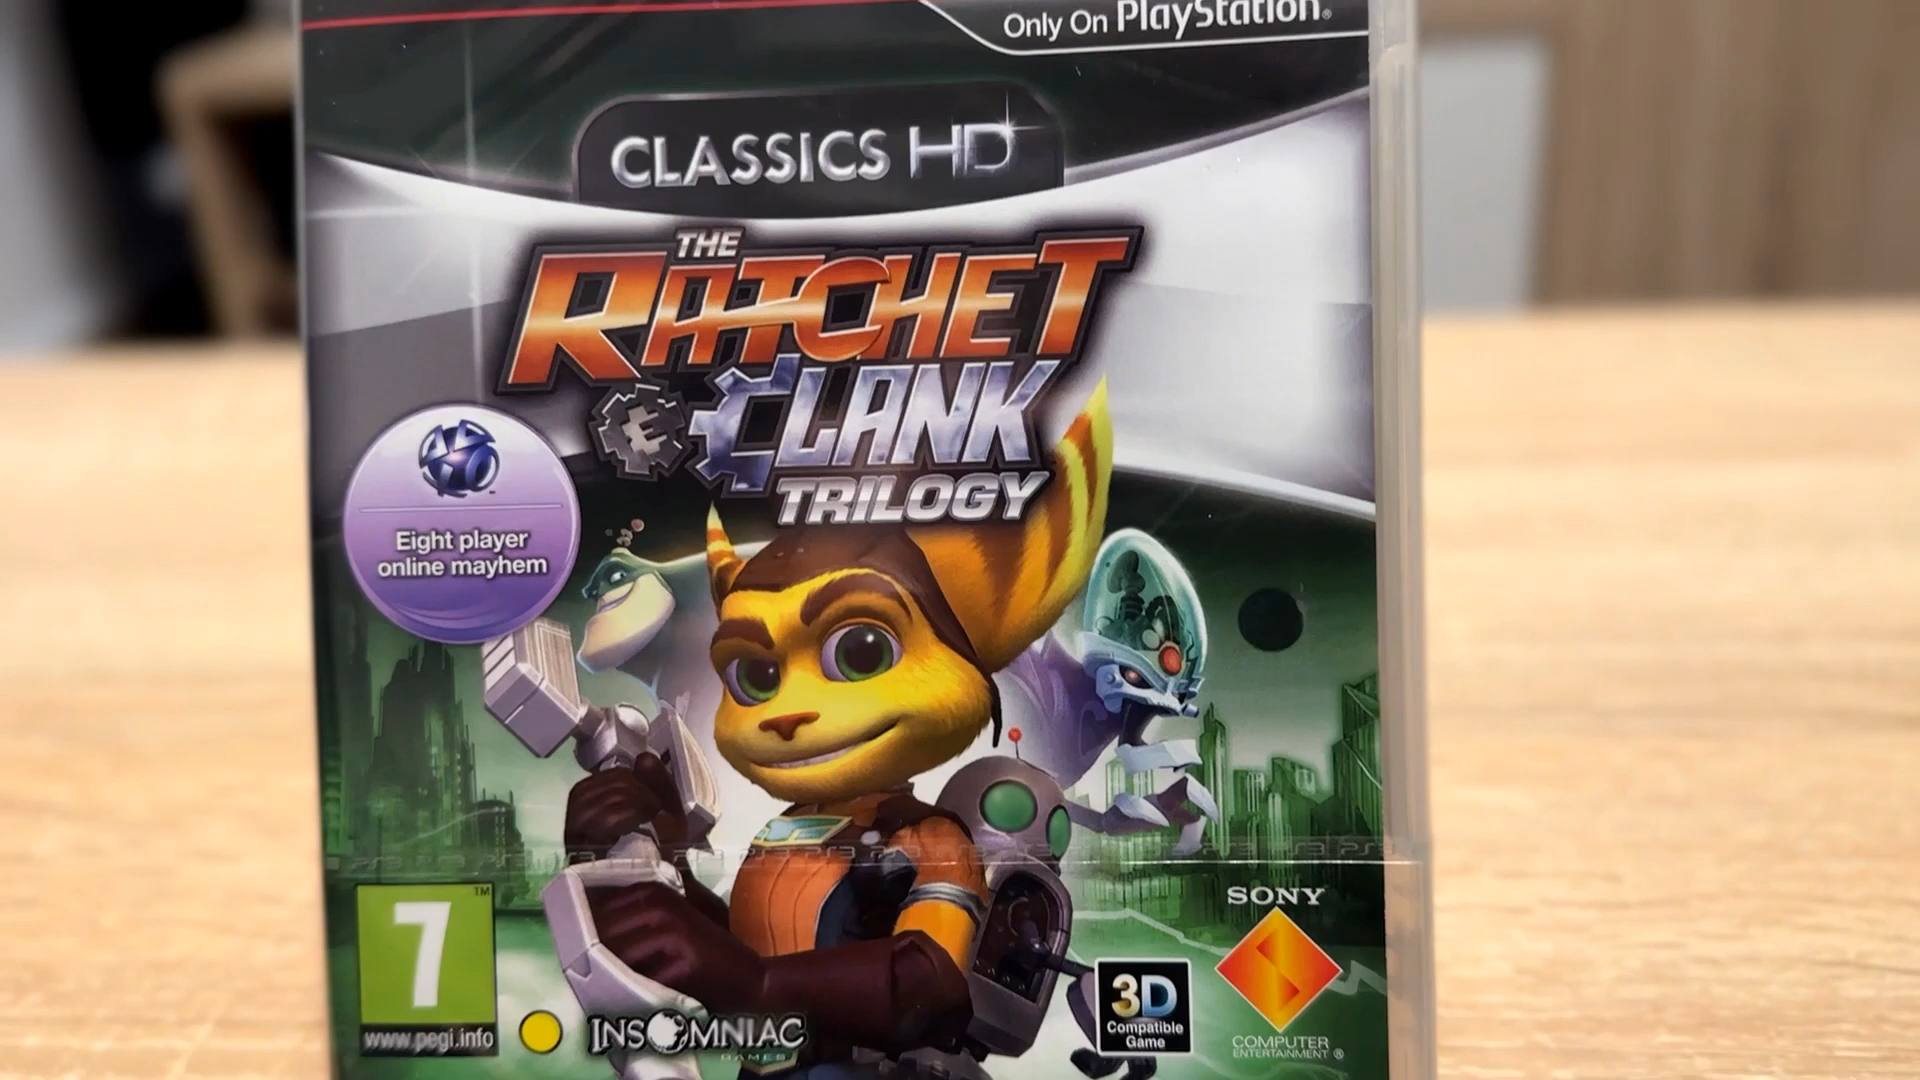 Only On PlayStation®
CLASSICS HD
THE
RATCHET
& CLANK
TRILOGY
Eight player
online mayhem
7
™
www.pegi.info
INSOMNIAC
GAMES
3D
Compatible
Game
SONY
COMPUTER
ENTERTAINMENT ®